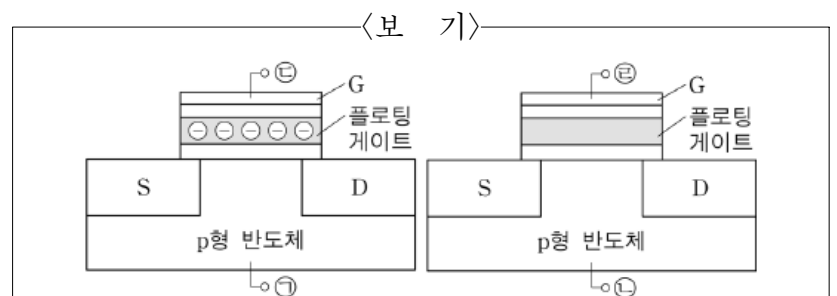 〈보 기〉
㉢ ㉣
G G
플로팅 게이트 플로팅 게이트
⊖ ⊖ ⊖ ⊖ ⊖
S D S D
p형 반도체 p형 반도체
㉠ ㉡